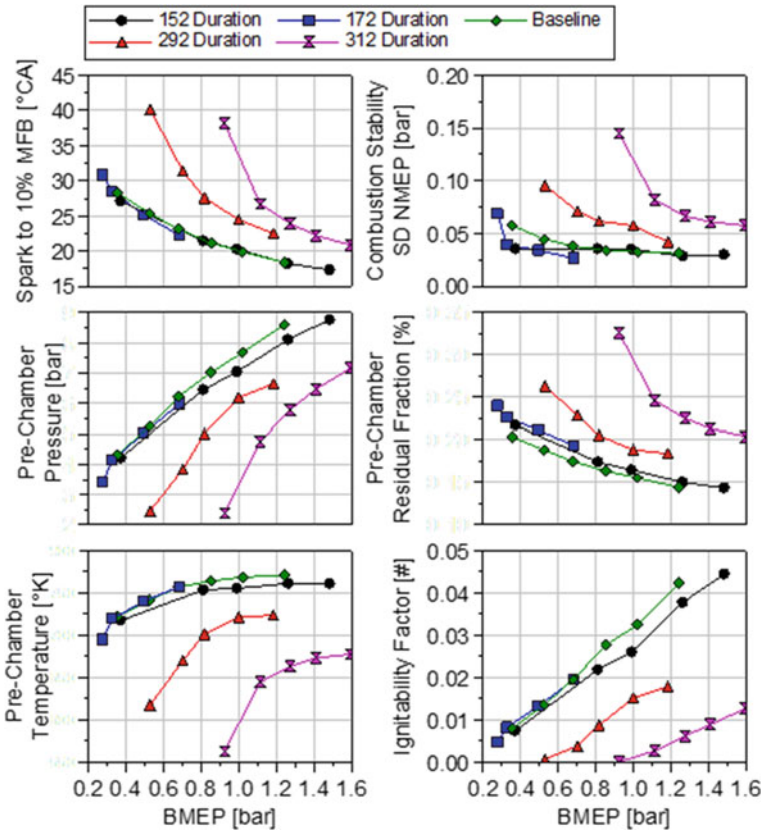 152 Duration 172 Duration Baseline
292 Duration 312 Duration
Spark to 10% MFB [°CA]
45
40
35
30
25
20
15
Combustion Stability
SD NMEP [bar]
0.20
0.15
0.10
0.05
0.00
Pre-Chamber
Pressure [bar]
Pre-Chamber
Residual Fraction [%]
Pre-Chamber
Temperature [°K]
Ignitability Factor [#]
0.05
0.04
0.03
0.02
0.01
0.00
0.2 0.4 0.6 0.8 1.0 1.2 1.4 1.6
BMEP [bar]
0.2 0.4 0.6 0.8 1.0 1.2 1.4 1.6
BMEP [bar]